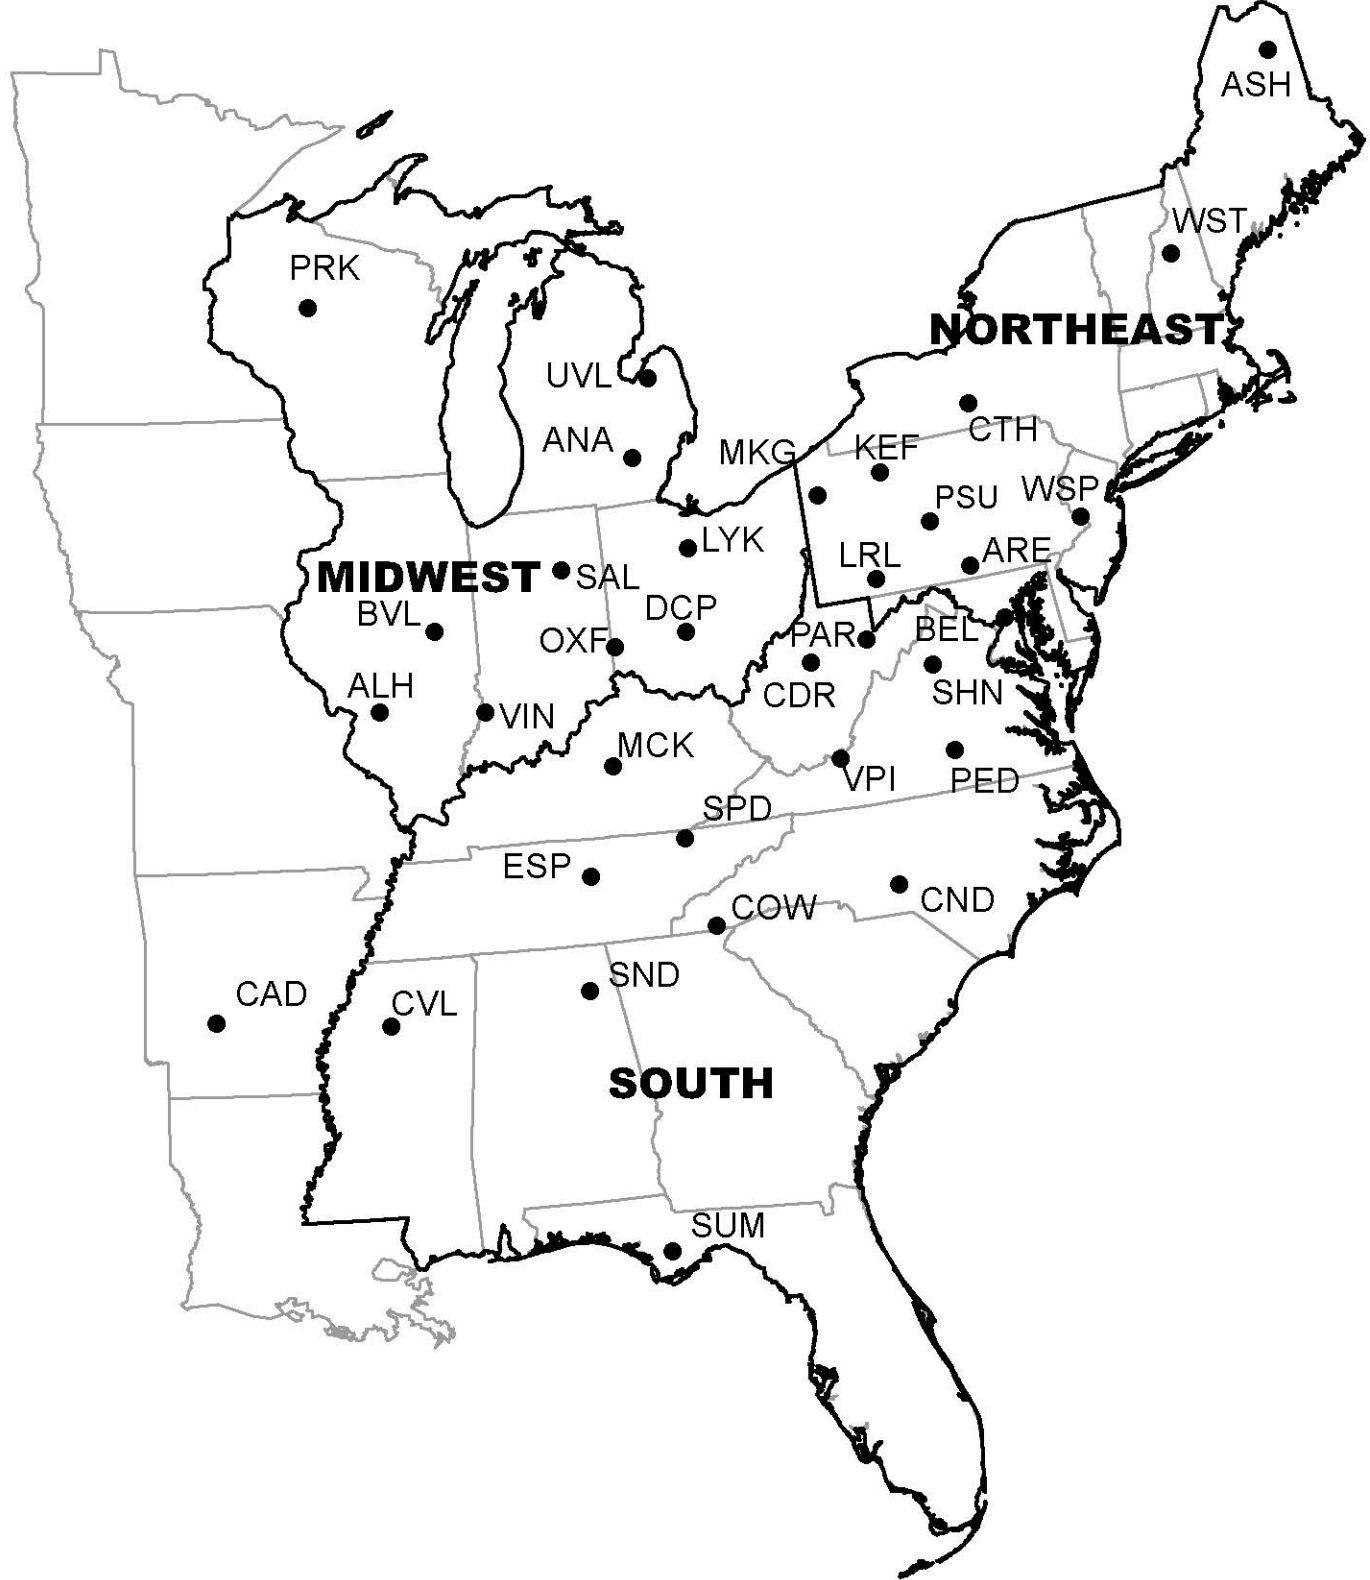 ASH
WST
PRK
NORTHEAST
UVL
CTH
ANA
MKG
KEF
PSU
WSP
LYK
LRL
ARE
MIDWEST
SAL
BVL
DCP
OXF
PAR
BEL
ALH
CDR
SHN
VIN
MCK
VPI
PED
SPD
ESP
COW
CND
CAD
SND
CVL
SOUTH
SUM